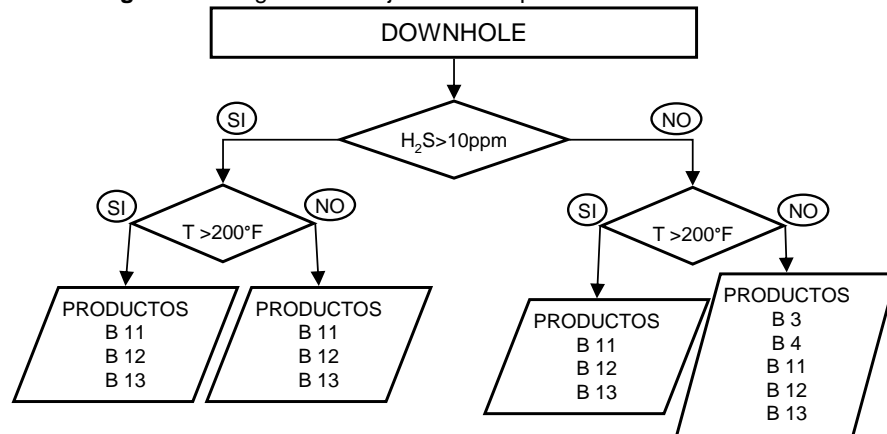 DOWNHOLE
SI
H₂S>10ppm
NO
SI
T >200°F
NO
SI
T >200°F
NO
PRODUCTOS
B 11
B 12
B 13
PRODUCTOS
B 11
B 12
B 13
PRODUCTOS
B 11
B 12
B 13
PRODUCTOS
B 3
B 4
B 11
B 12
B 13